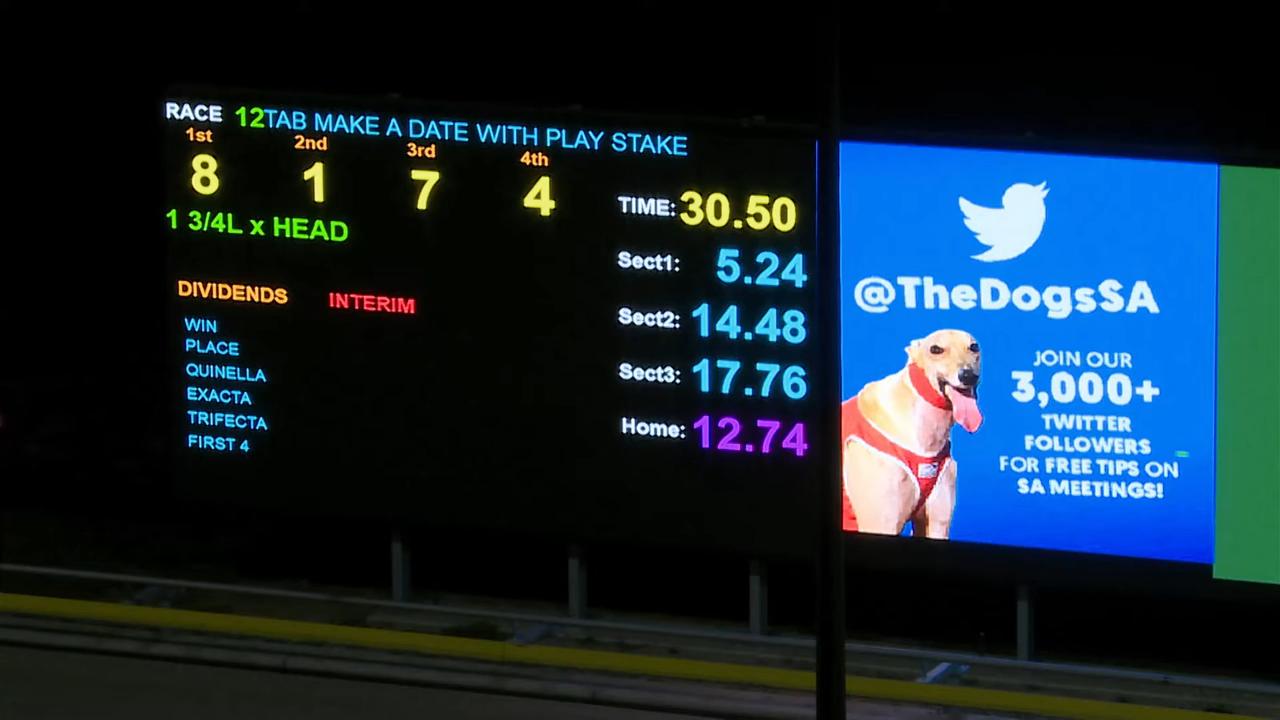 RACE 12TAB MAKE A DATE WITH PLAY STAKE
1st 2nd 3rd 4th
8 1 7 4
1 3/4L x HEAD
TIME: 30.50
Sect1: 5.24
Sect2: 14.48
Sect3: 17.76
Home: 12.74
DIVIDENDS INTERIM
WIN
PLACE
QUINELLA
EXACTA
TRIFECTA
FIRST 4
@TheDogsSA
JOIN OUR
3,000+
TWITTER
FOLLOWERS
FOR FREE TIPS ON
SA MEETINGS!